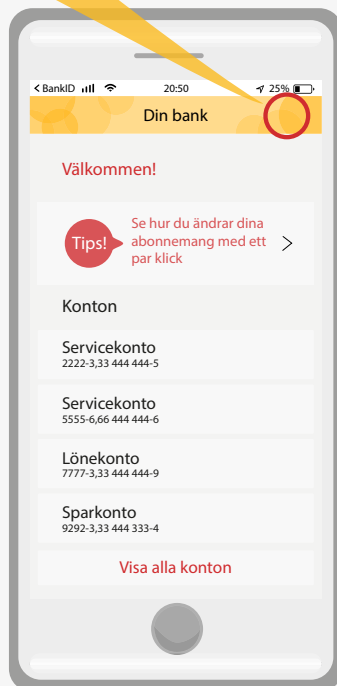 BankID 20:50 25%
Din bank
Välkommen!
Tips!
Se hur du ändrar dina
abonnemang med ett
par klick
Konton
Servicekonto
2222-3,33 444 444-5
Servicekonto
5555-6,66 444 444-6
Lönekonto
7777-3,33 444 444-9
Sparkonto
9292-3,33 444 333-4
Visa alla konton